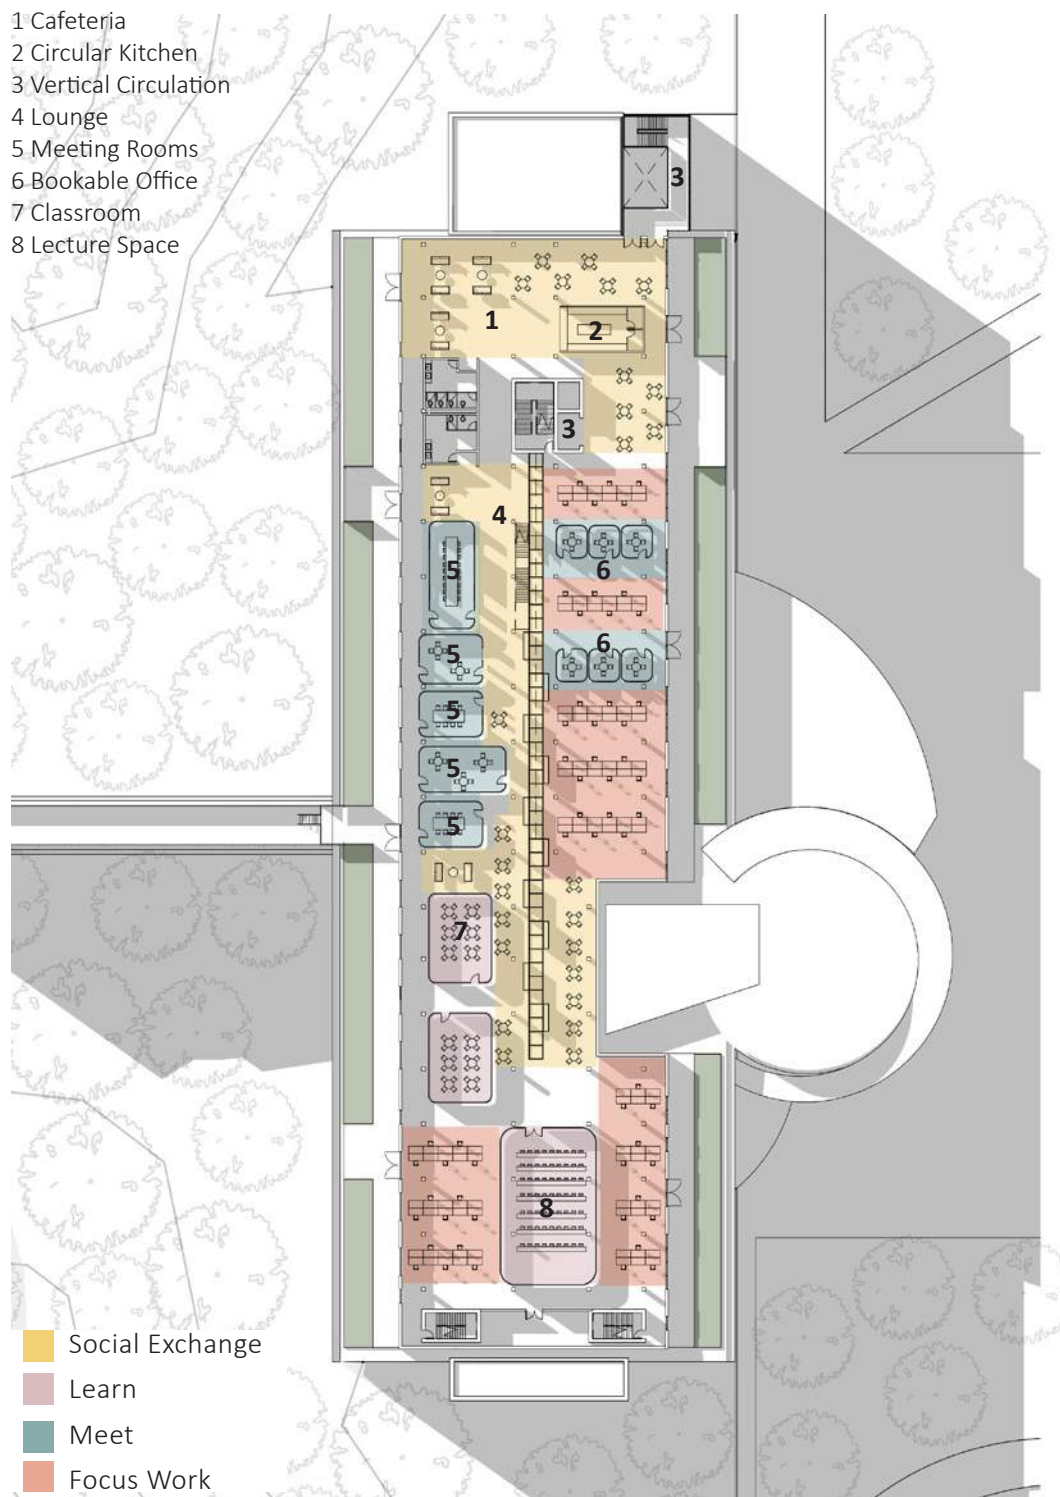 1 Cafeteria
2 Circular Kitchen
3 Vertical Circulation
4 Lounge
5 Meeting Rooms
6 Bookable Office
7 Classroom
8 Lecture Space
3
1
2
3
4
5
6
5
6
5
5
5
7
8
Social Exchange
Learn
Meet
Focus Work